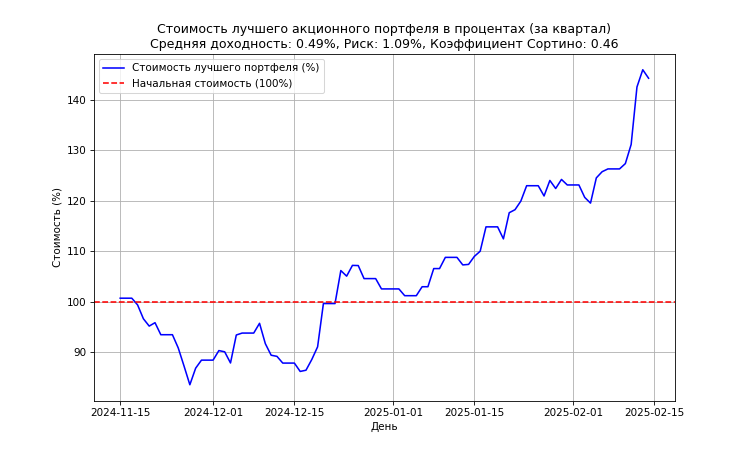 Стоимость лучшего акционного портфеля в процентах (за квартал)
Средняя доходность: 0.49%, Риск: 1.09%, Коэффициент Сортино: 0.46
Стоимость лучшего портфеля (%)
Начальная стоимость (100%)
Стоимость (%)
140
130
120
110
100
90
2024-11-15
2024-12-01
2024-12-15
2025-01-01
2025-01-15
2025-02-01
2025-02-15
День